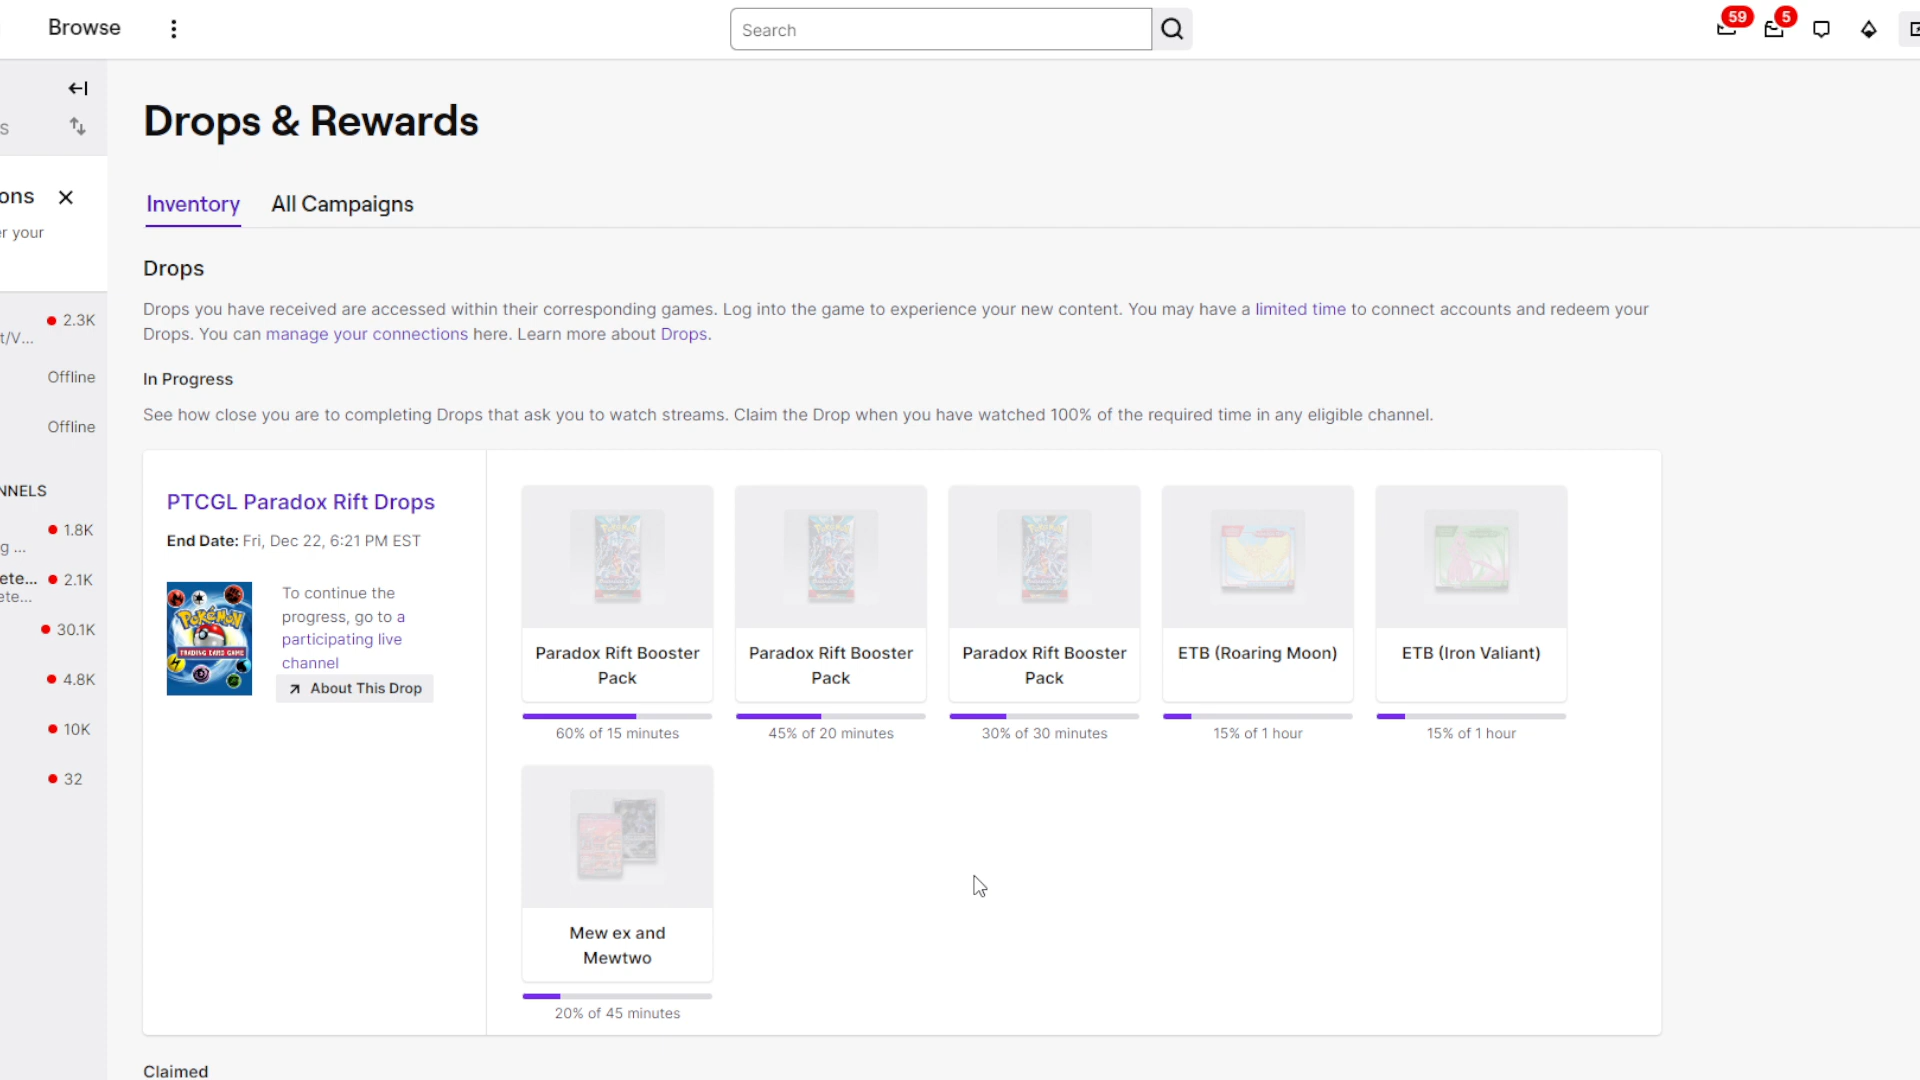 Browse
Search
59
5
Drops & Rewards
s
ons
er your
Inventory
All Campaigns
Drops
Drops you have received are accessed within their corresponding games. Log into the game to experience your new content. You may have a limited time to connect accounts and redeem your
Drops. You can manage your connections here. Learn more about Drops.
In Progress
See how close you are to completing Drops that ask you to watch streams. Claim the Drop when you have watched 100% of the required time in any eligible channel.
2.3K
t/V...
Offline
Offline
NNELS
1.8K
g ...
ete...
2.1K
ete...
30.1K
4.8K
10K
32
PTCGL Paradox Rift Drops
End Date: Fri, Dec 22, 6:21 PM EST
Pokémon
TRADING CARD GAME
To continue the
progress, go to a
participating live
channel
About This Drop
Paradox Rift Booster
Pack
60% of 15 minutes
Paradox Rift Booster
Pack
45% of 20 minutes
Paradox Rift Booster
Pack
30% of 30 minutes
ETB (Roaring Moon)
15% of 1 hour
ETB (Iron Valiant)
15% of 1 hour
Mew ex and
Mewtwo
20% of 45 minutes
Claimed